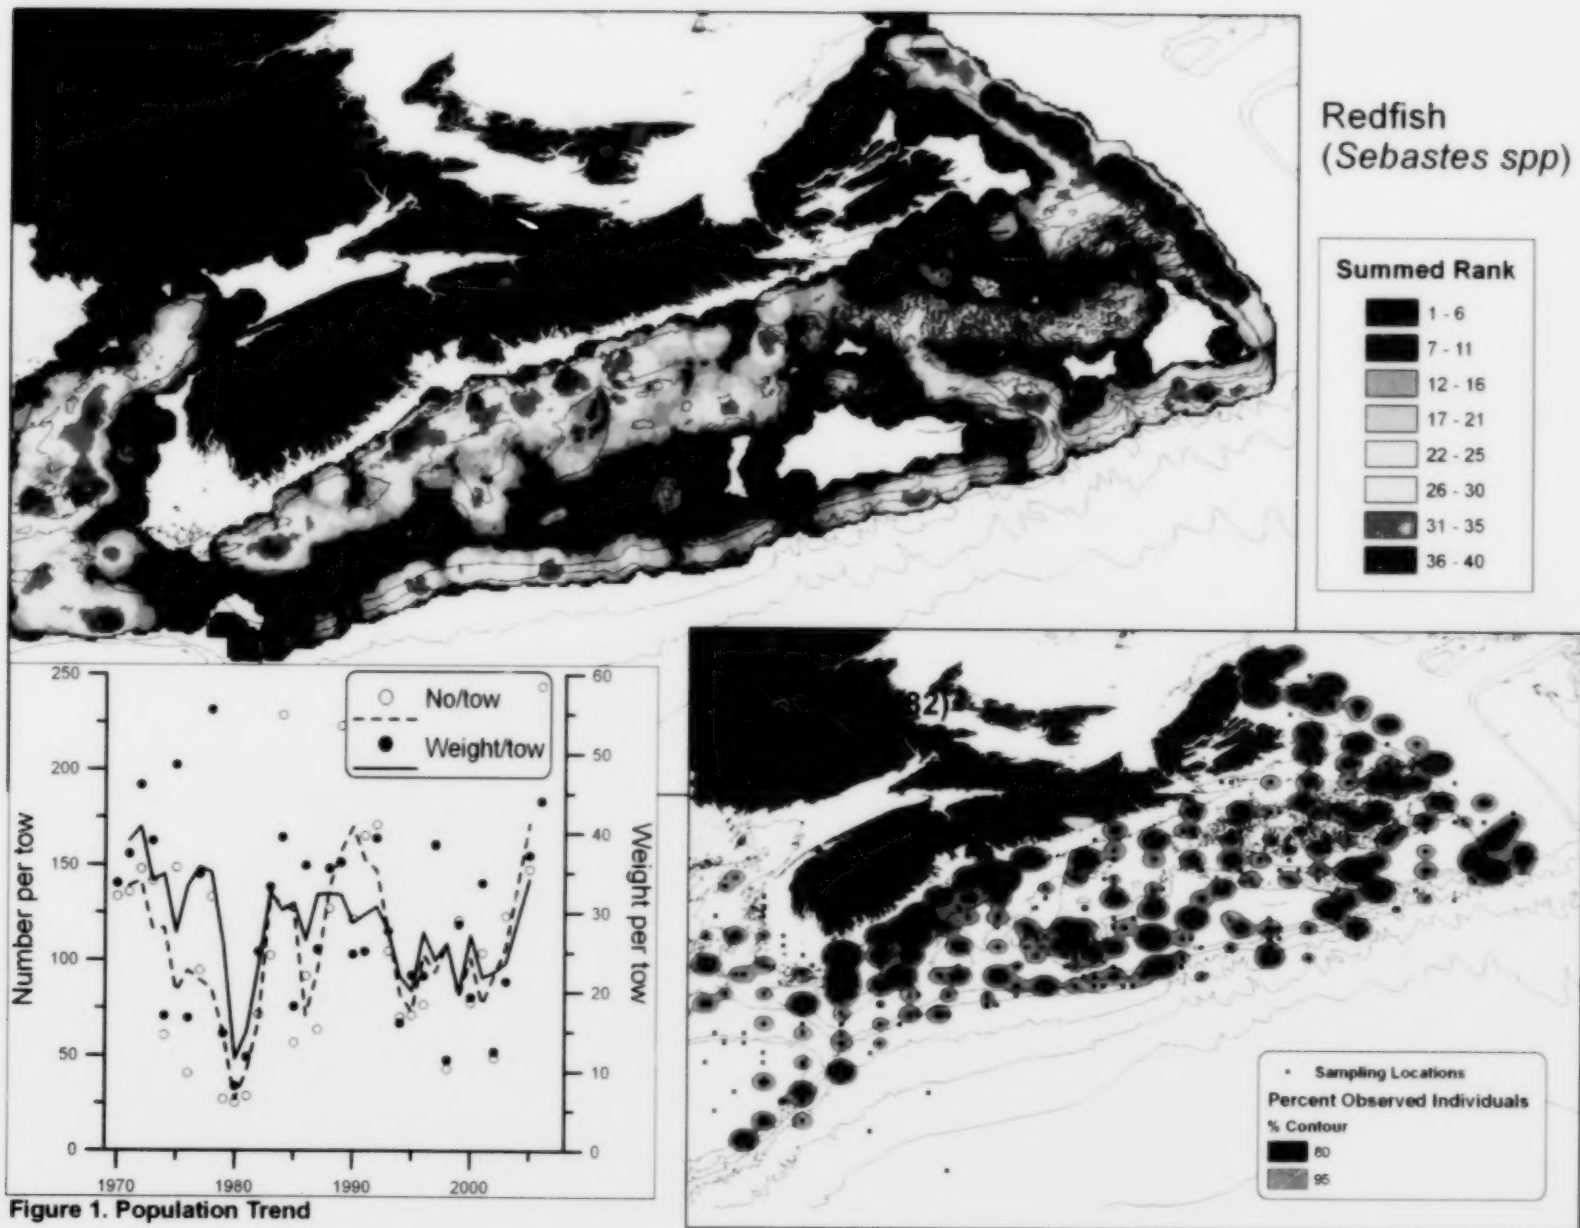 Redfish
(Sebastes spp)
Summed Rank
1 - 6
7 - 11
12 - 16
17 - 21
22 - 25
26 - 30
31 - 35
36 - 40
250
200
150
100
50
0
Number per tow
No/tow
Weight/tow
60
50
40
30
20
10
0
Weight per tow
1970
1980
1990
2000
Figure 1. Population Trend
82)
Sampling Locations
Percent Observed Individuals
% Contour
80
95